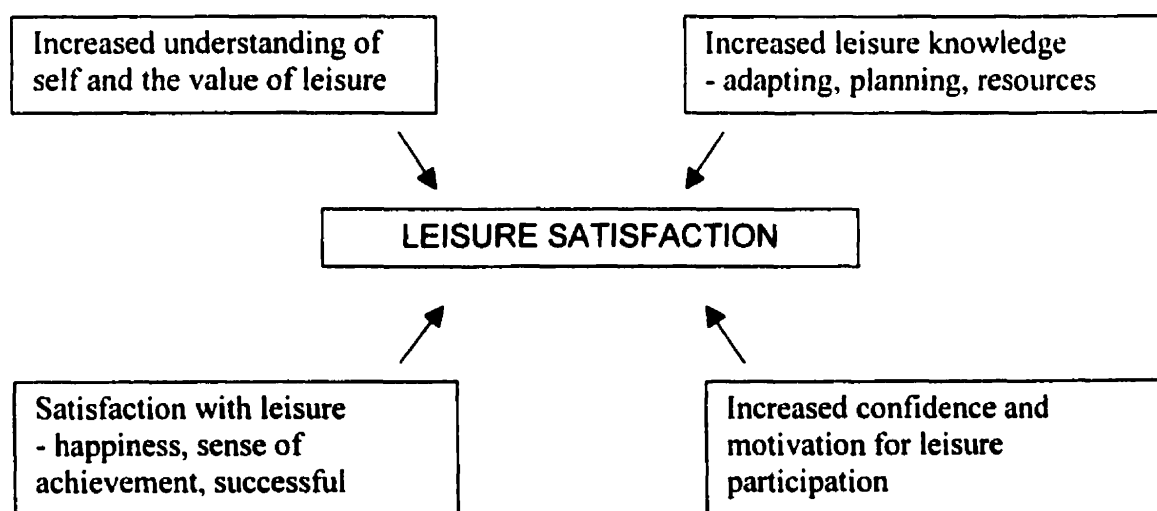 Increased understanding of
self and the value of leisure
Increased leisure knowledge
- adapting, planning, resources
LEISURE SATISFACTION
Satisfaction with leisure
- happiness, sense of
achievement, successful
Increased confidence and
motivation for leisure
participation